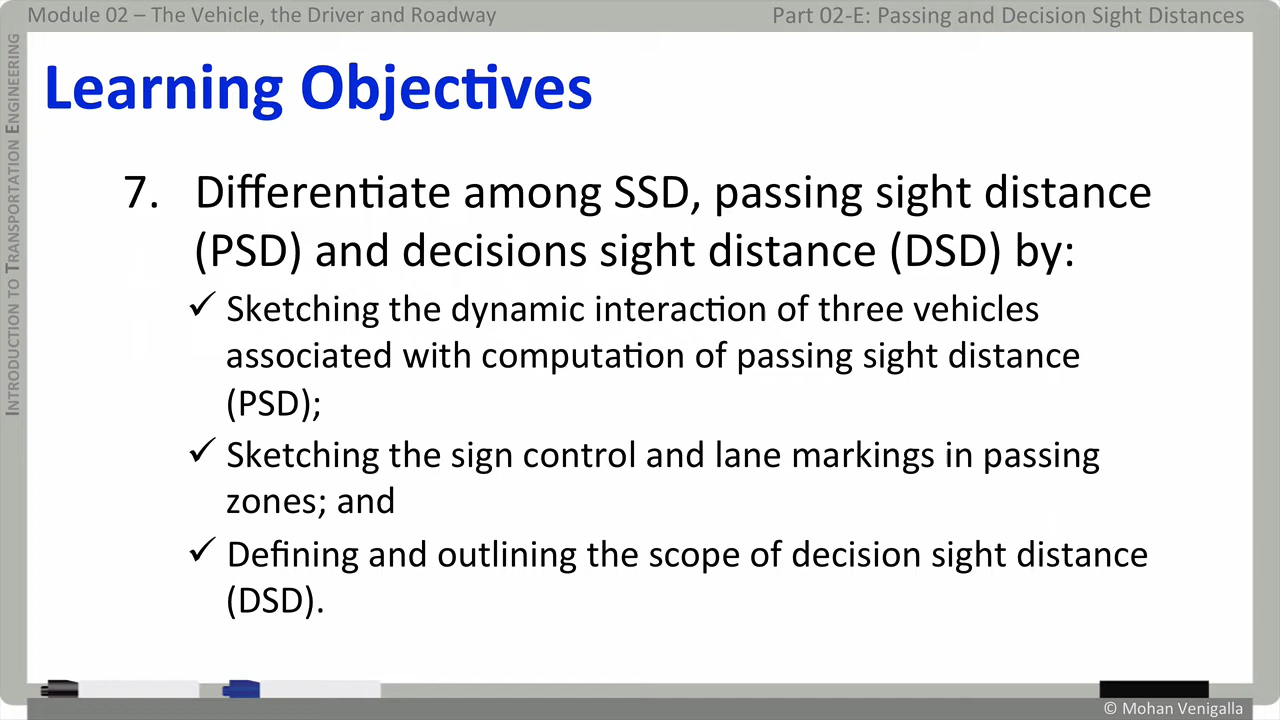 Module 02 – The Vehicle, the Driver and Roadway
Part 02-E: Passing and Decision Sight Distances
INTRODUCTION TO TRANSPORTATION ENGINEERING
Learning Objectives
7. Differentiate among SSD, passing sight distance
(PSD) and decisions sight distance (DSD) by:
✓ Sketching the dynamic interaction of three vehicles
associated with computation of passing sight distance
(PSD);
✓ Sketching the sign control and lane markings in passing
zones; and
✓ Defining and outlining the scope of decision sight distance
(DSD).
© Mohan Venigalla